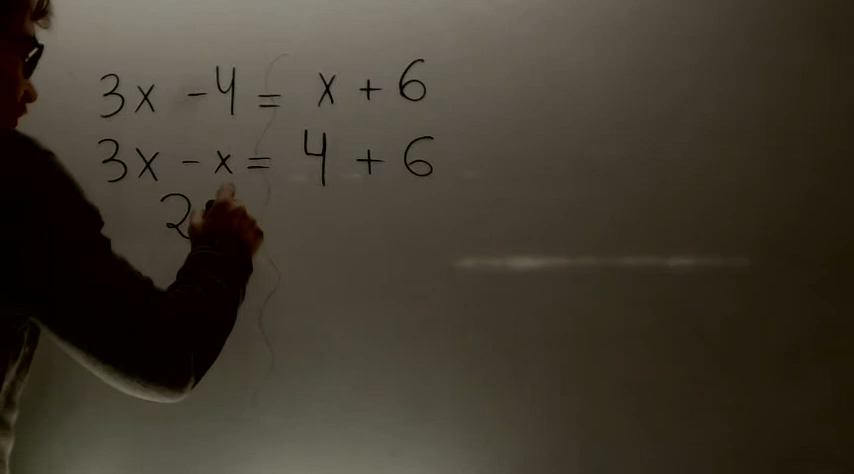 3x - 4 = x + 6
3x - x = 4 + 6
2